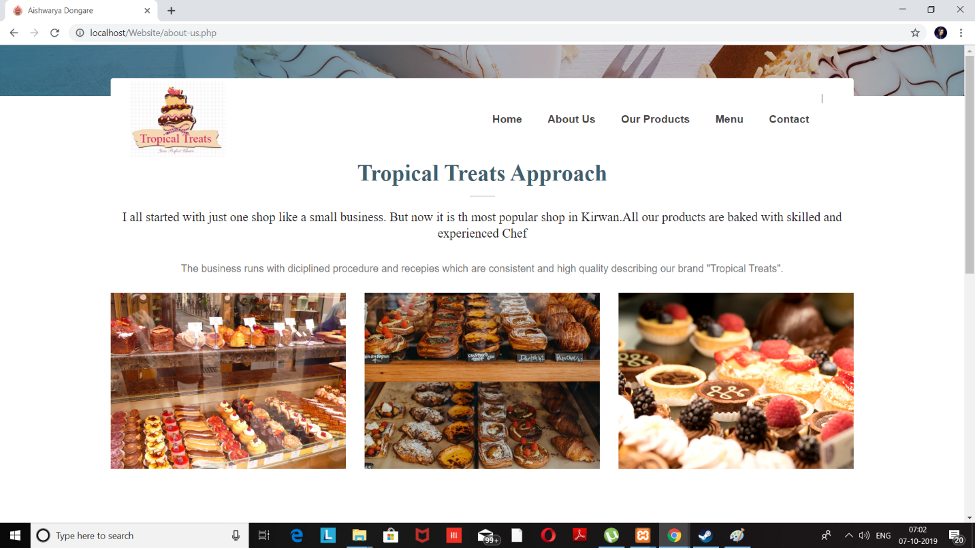 Aishwarya Dongare
localhost/Website/about-us.php
Tropical Treats
Home About Us Our Products Menu Contact
Tropical Treats Approach
I all started with just one shop like a small business. But now it is th most popular shop in Kirwan.All our products are baked with skilled and
experienced Chef
The business runs with diciplined procedure and recepies which are consistent and high quality describing our brand "Tropical Treats".
Type here to search
99+
ENG
07:02
07-10-2019
20